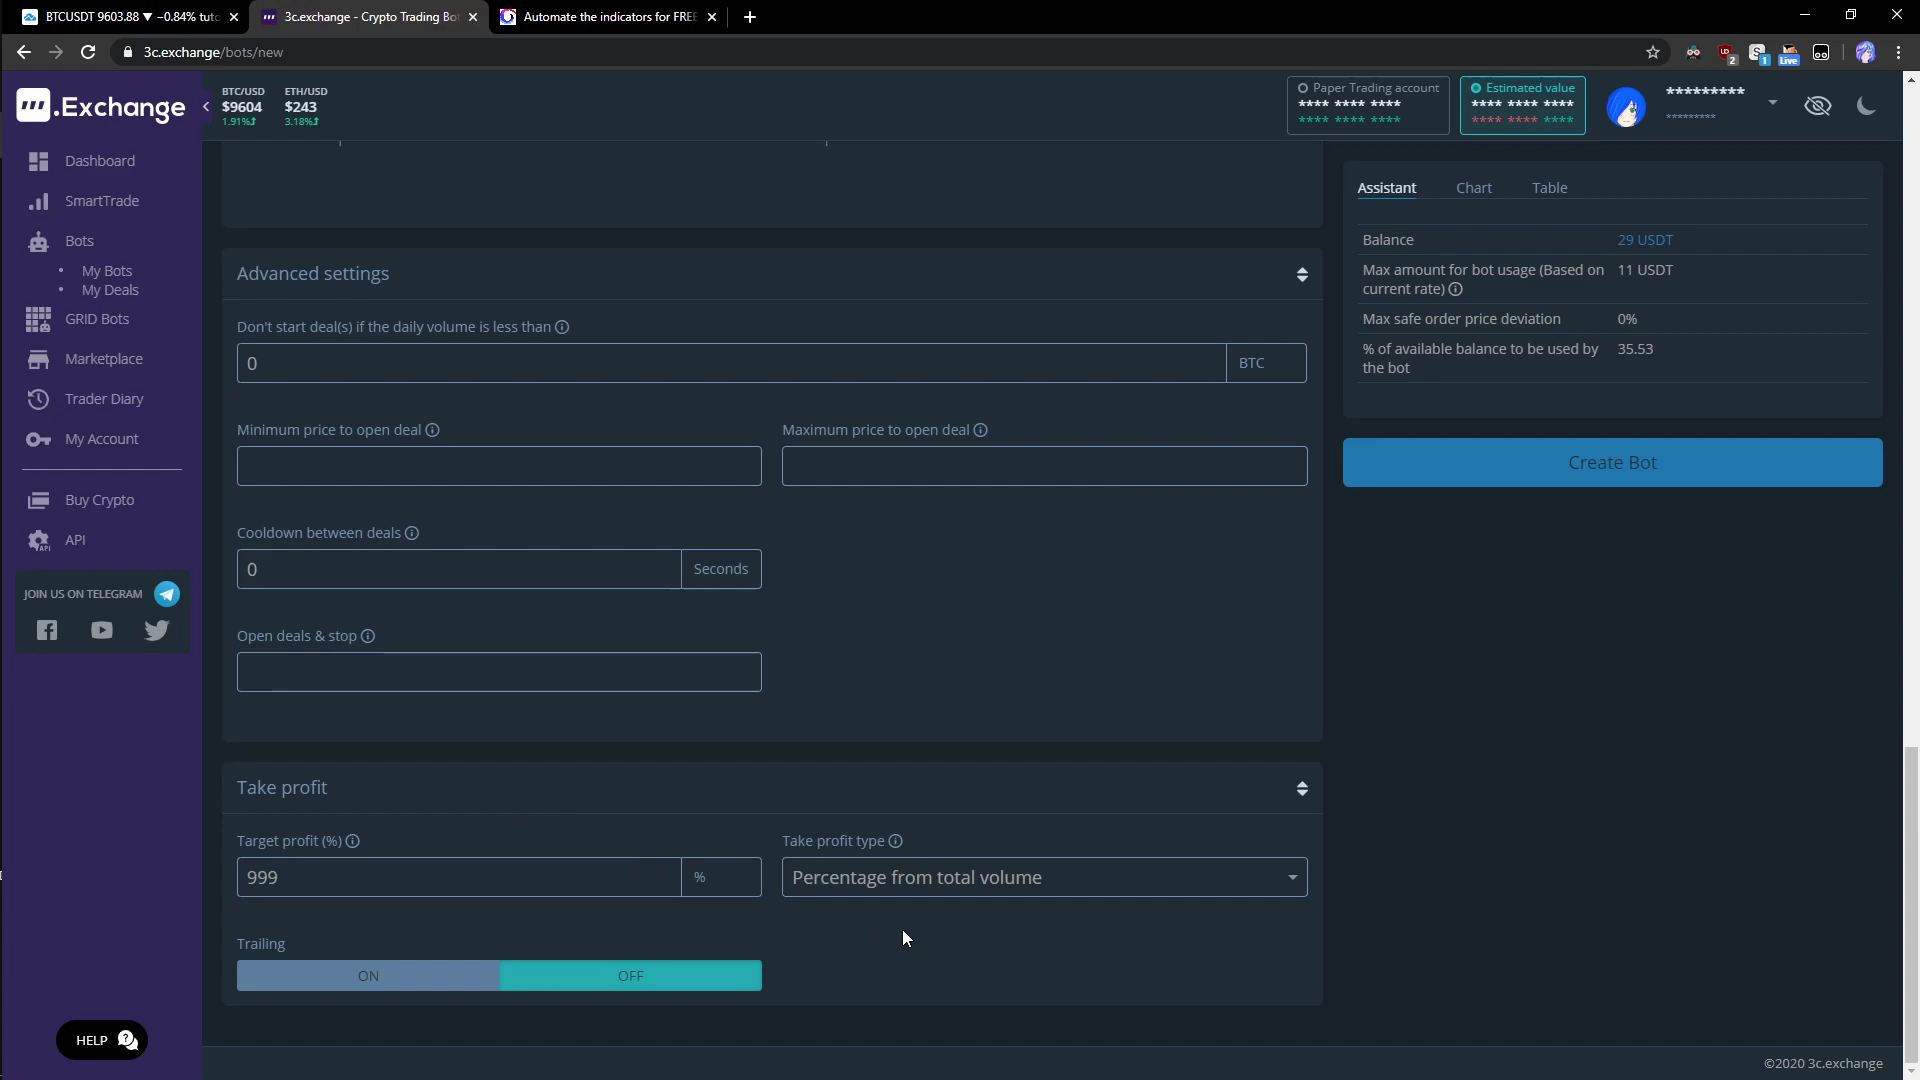 BTCUSDT 9603.88 ▼ −0.84% tuto
3c.exchange - Crypto Trading Bot
Automate the indicators for FREE
3c.exchange/bots/new
2
1
Live
.Exchange
BTC/USD
$9604
1.91%
ETH/USD
$243
3.18%
Paper Trading account
**** **** ****
**** **** ****
Estimated value
**** **** ****
**** **** ****
*********
*********
Dashboard
SmartTrade
Bots
My Bots
My Deals
GRID Bots
Marketplace
Trader Diary
My Account
Buy Crypto
API
JOIN US ON TELEGRAM
HELP
Advanced settings
Don't start deal(s) if the daily volume is less than
0
BTC
Minimum price to open deal
Maximum price to open deal
Cooldown between deals
0
Seconds
Open deals & stop
Take profit
Target profit (%)
999
%
Take profit type
Percentage from total volume
Trailing
ON
OFF
Assistant
Chart
Table
Balance
29 USDT
Max amount for bot usage (Based on
current rate)
11 USDT
Max safe order price deviation
0%
% of available balance to be used by
the bot
35.53
Create Bot
©2020 3c.exchange